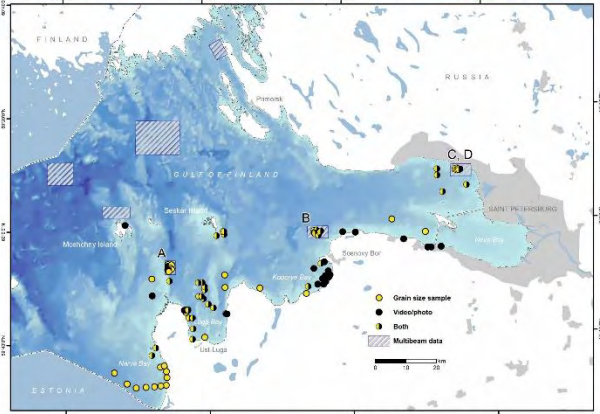 FINLAND
RUSSIA
Primorsk
C, D
GULF OF FINLAND
SAINT PETERSBURG
Seskar Island
B
Moshchny Island
Neva Bay
A
Sosnovy Bor
Koporye Bay
Luga Bay
Ust-Luga
Narva Bay
ESTONIA
Grain size sample
Video/photo
Both
Multibeam data
0 10 20
km